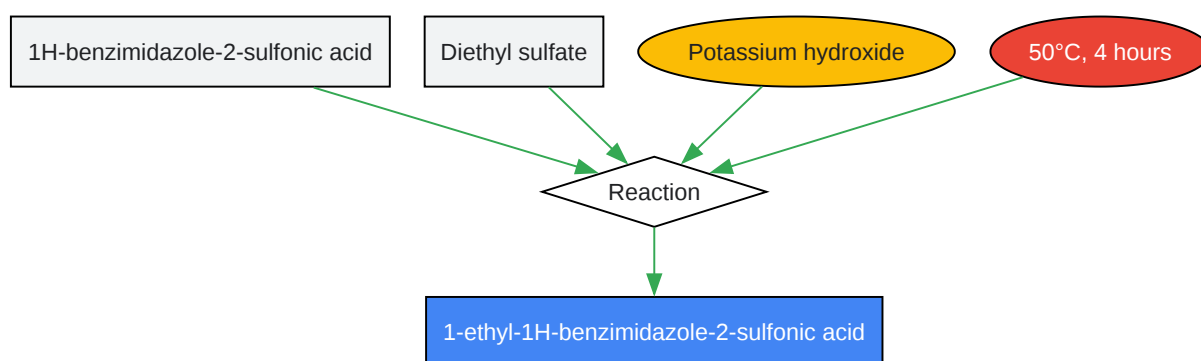 1H-benzimidazole-2-sulfonic acid
Diethyl sulfate
Potassium hydroxide
50°C, 4 hours
Reaction
1-ethyl-1H-benzimidazole-2-sulfonic acid